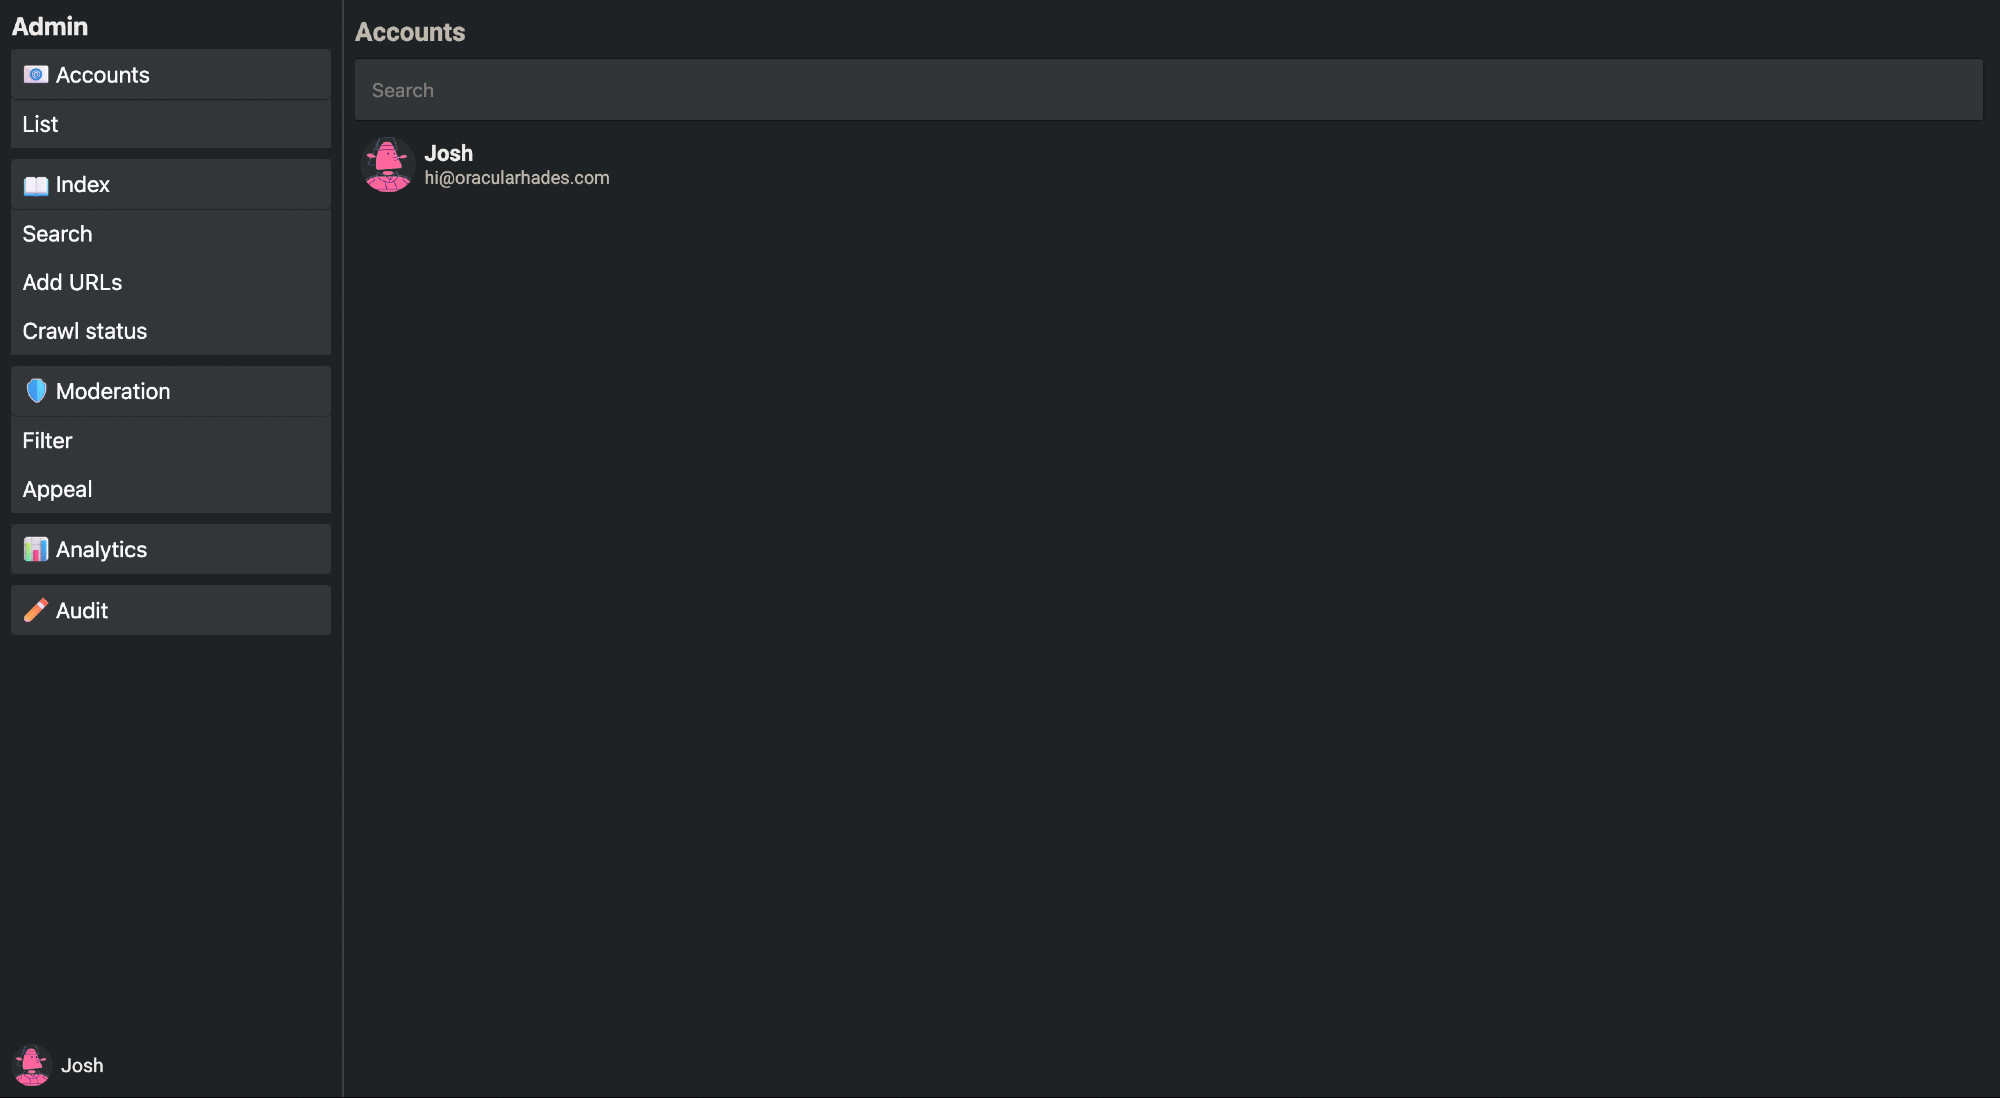 Admin
Accounts
List
Index
Search
Add URLs
Crawl status
Moderation
Filter
Appeal
Analytics
Audit
Josh
Accounts
Search
Josh
hi@oracularhades.com